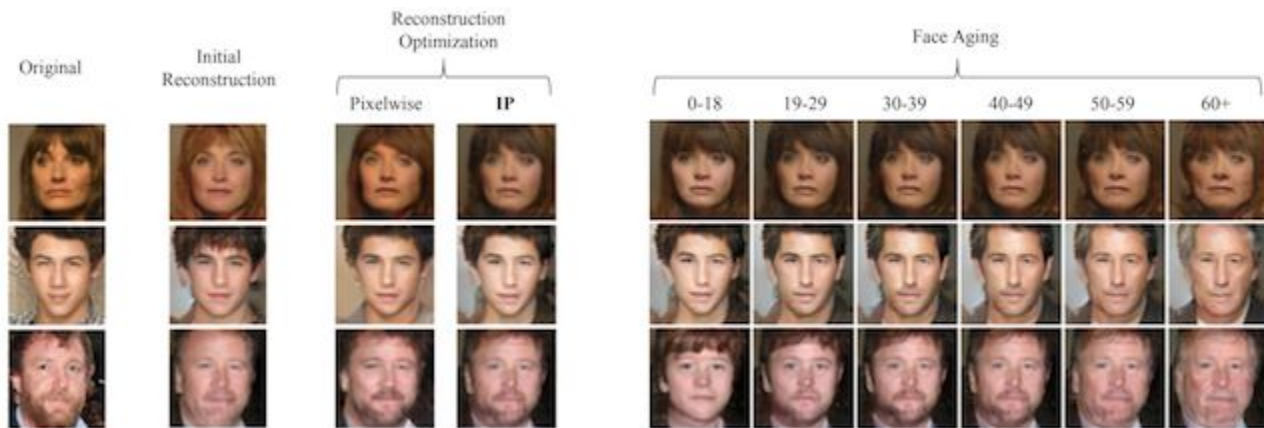 Original
Initial
Reconstruction
Reconstruction
Optimization
Pixelwise
IP
Face Aging
0-18
19-29
30-39
40-49
50-59
60+